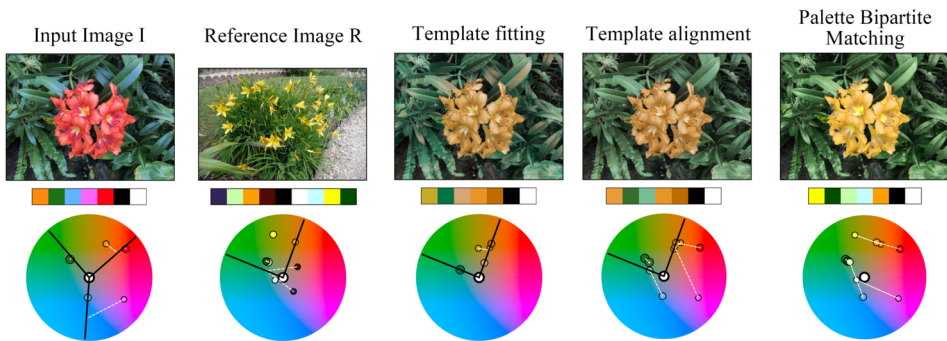 Input Image I
Reference Image R
Template fitting
Template alignment
Palette Bipartite
Matching